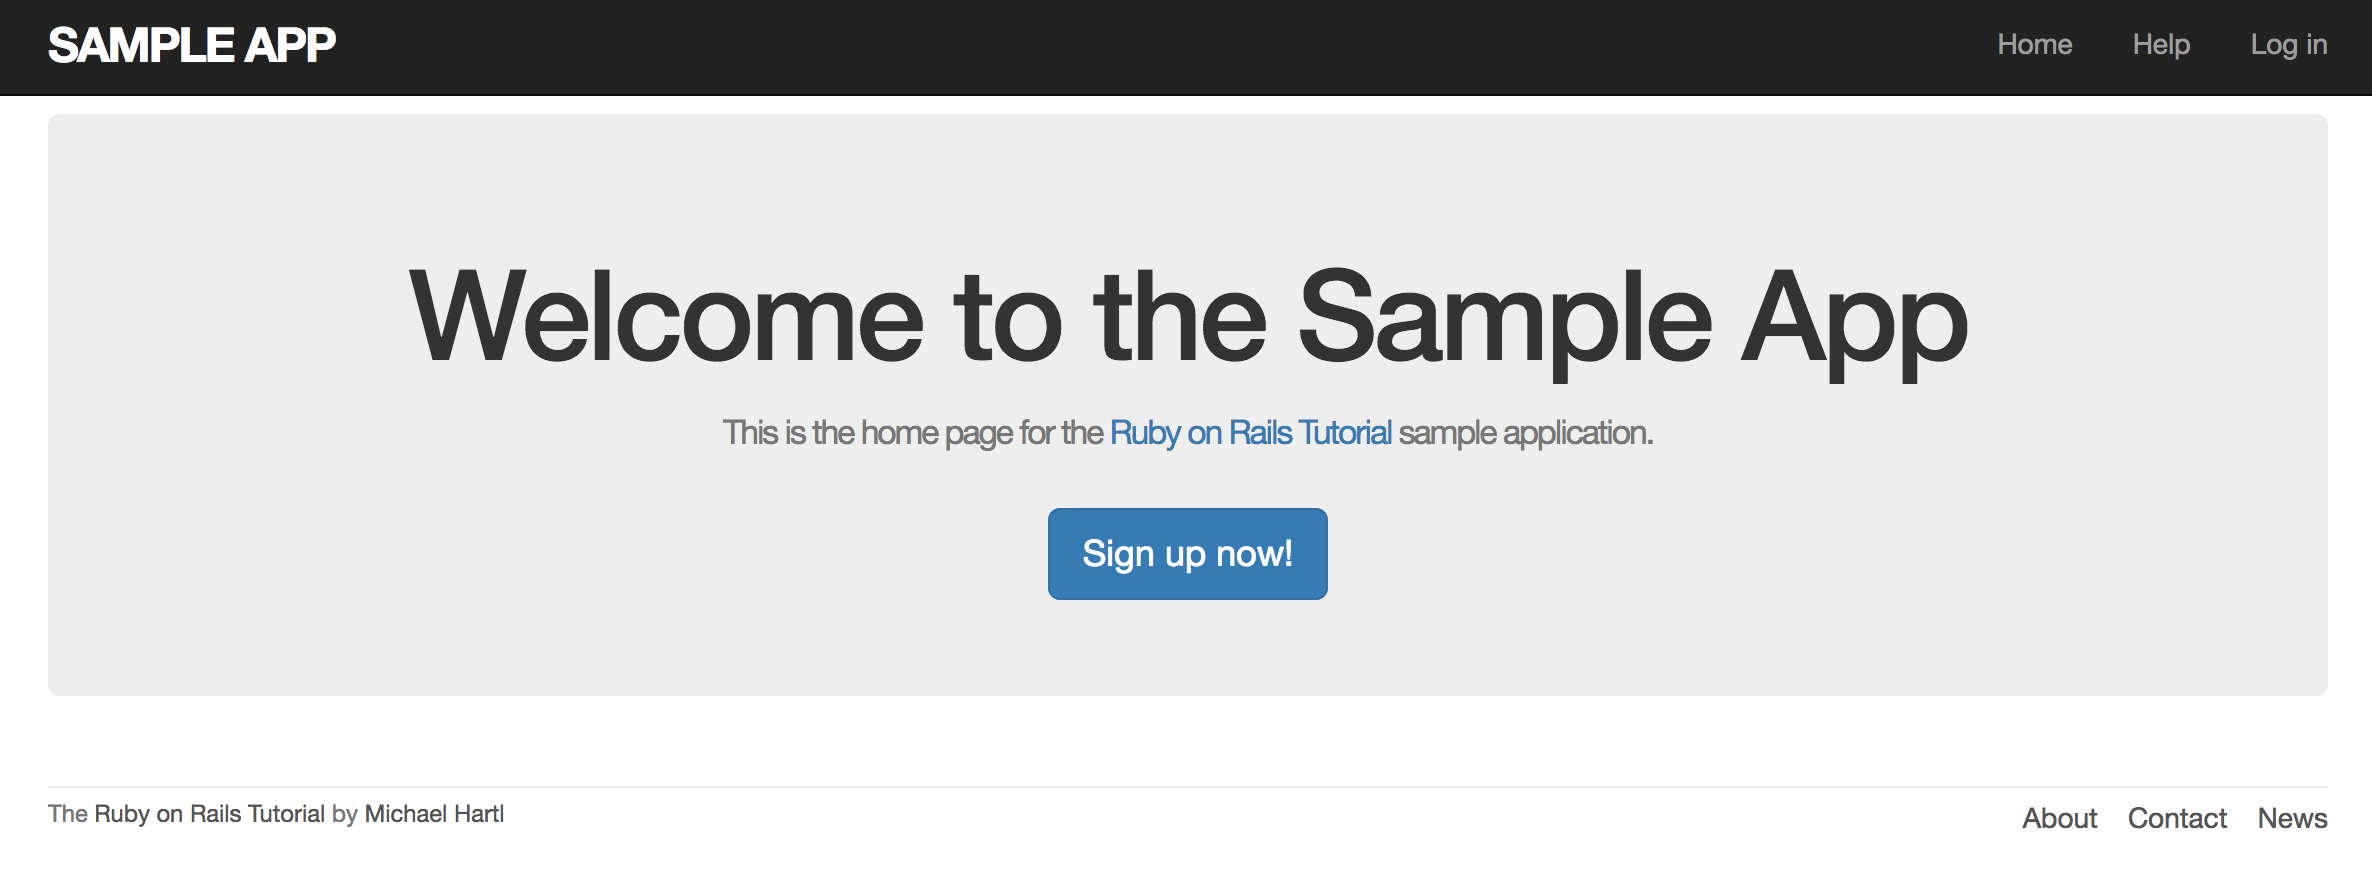 SAMPLE APP
Home Help Log in
Welcome to the Sample App
This is the home page for the Ruby on Rails Tutorial sample application.
Sign up now!
The Ruby on Rails Tutorial by Michael Hartl
About Contact News